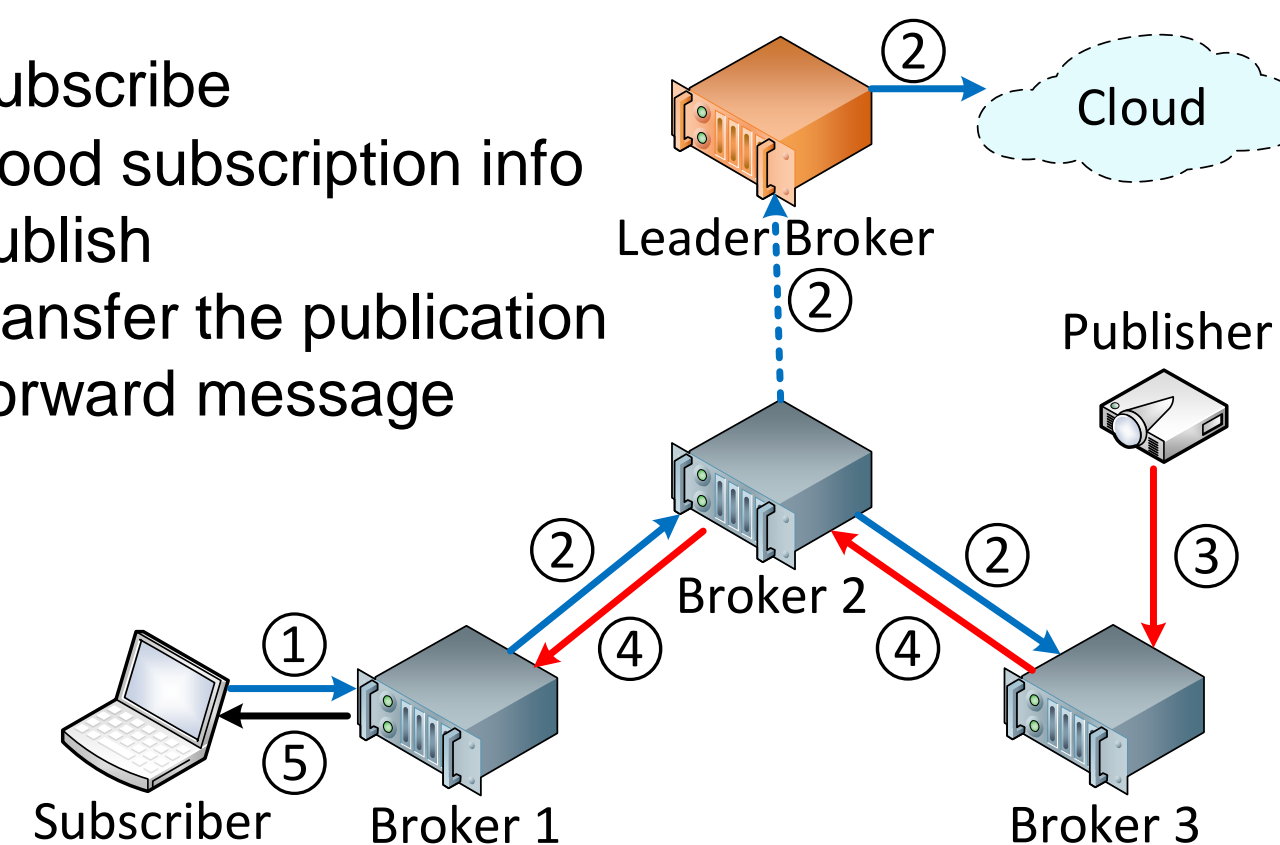 ubscribe
ood subscription info
ublish
ansfer the publication
orward message
②
Cloud
Leader Broker
②
Publisher
②
②
③
Broker 2
①
④
④
⑤
Subscriber
Broker 1
Broker 3